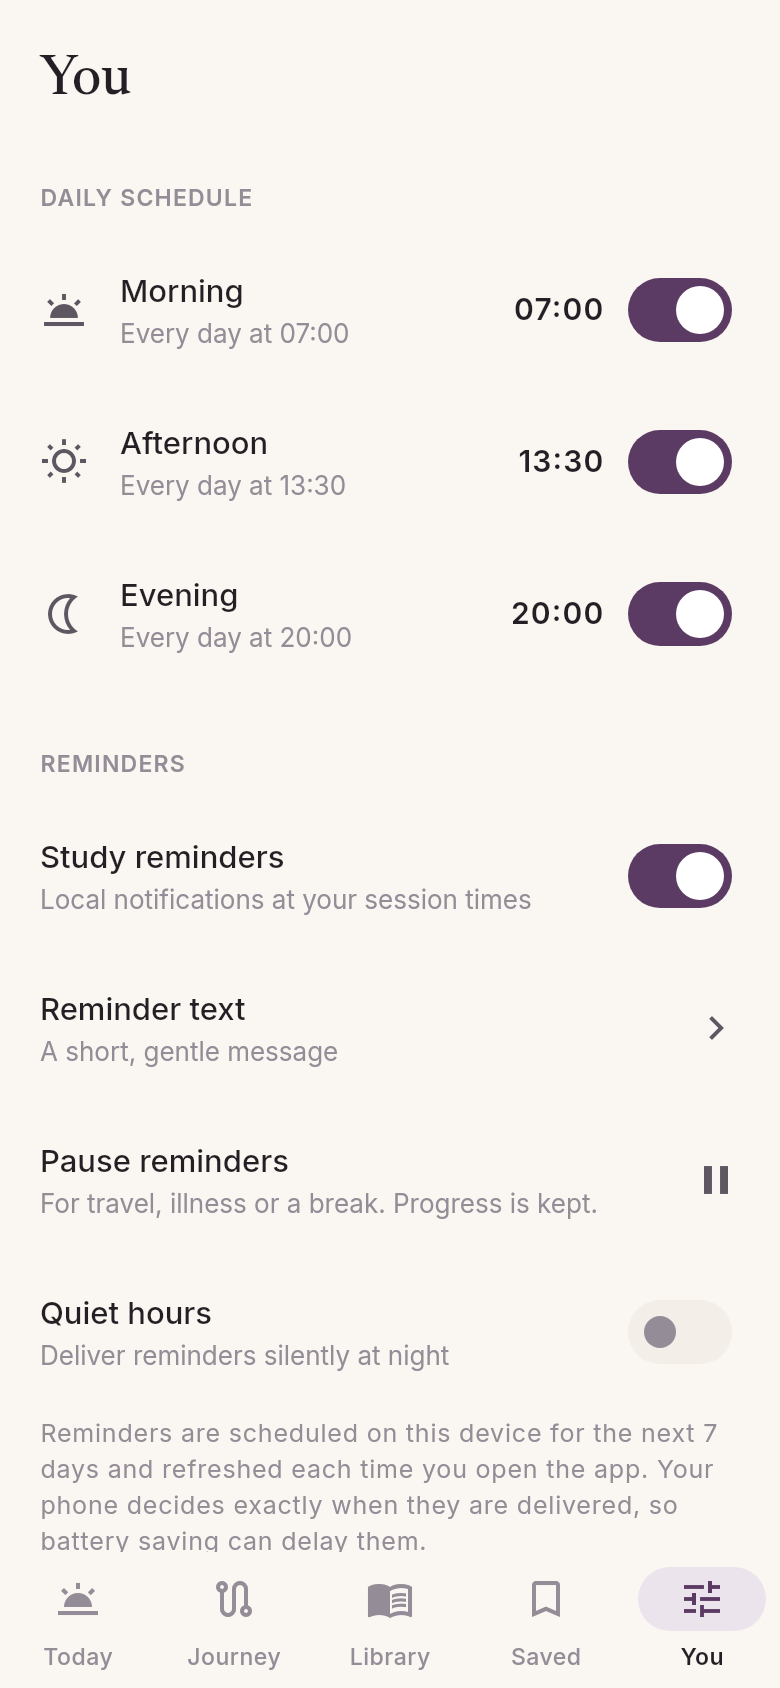 You
DAILY SCHEDULE
Morning
Every day at 07:00
07:00
Afternoon
Every day at 13:30
13:30
Evening
Every day at 20:00
20:00
REMINDERS
Study reminders
Local notifications at your session times
Reminder text
A short, gentle message
Pause reminders
For travel, illness or a break. Progress is kept.
Quiet hours
Deliver reminders silently at night
Reminders are scheduled on this device for the next 7
days and refreshed each time you open the app. Your
phone decides exactly when they are delivered, so
battery saving can delay them.
Today
Journey
Library
Saved
You